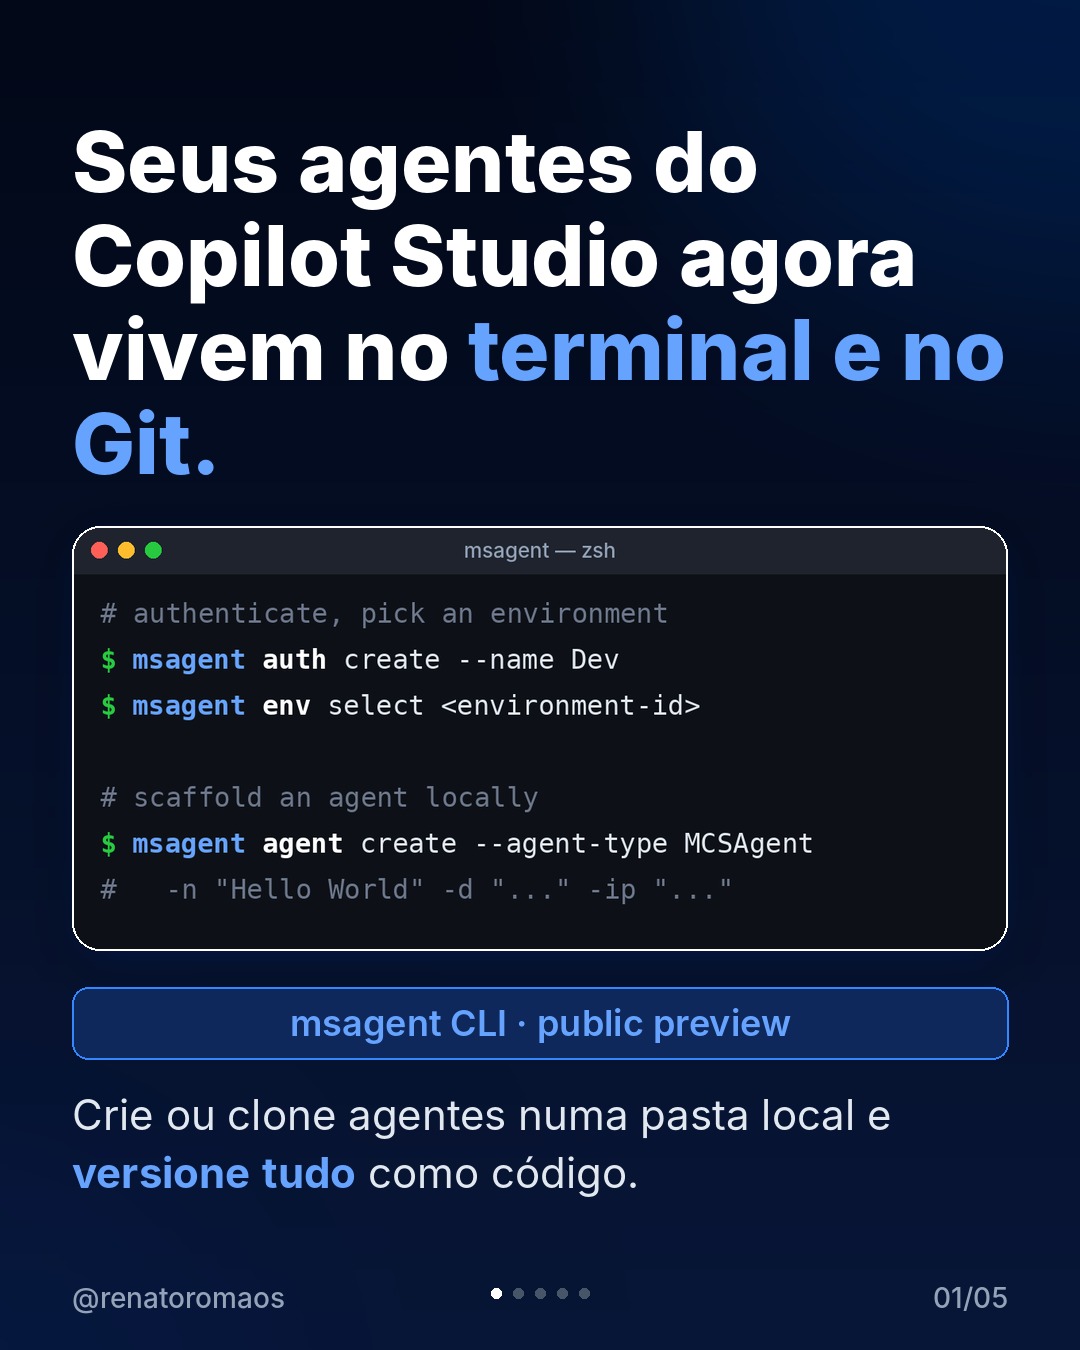 Seus agentes do
Copilot Studio agora
vivem no terminal e no
Git.
msagent — zsh
# authenticate, pick an environment
$ msagent auth create --name Dev
$ msagent env select <environment-id>
# scaffold an agent locally
$ msagent agent create --agent-type MCSAgent
#   -n "Hello World" -d "..." -ip "..."
msagent CLI · public preview
Crie ou clone agentes numa pasta local e
versione tudo como código.
@renatoromaos
01/05